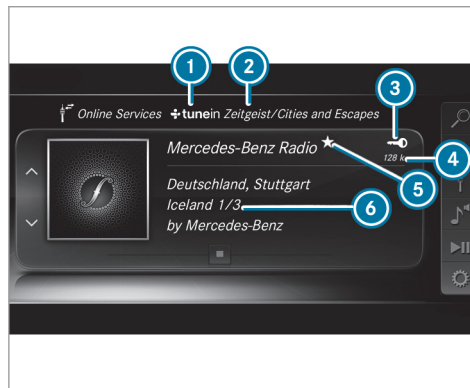 1 2 3
Online Services tunein Zeitgeist/Cities and Escapes
Mercedes-Benz Radio
128 k 4
5
Deutschland, Stuttgart
Iceland 1/3 6
by Mercedes-Benz